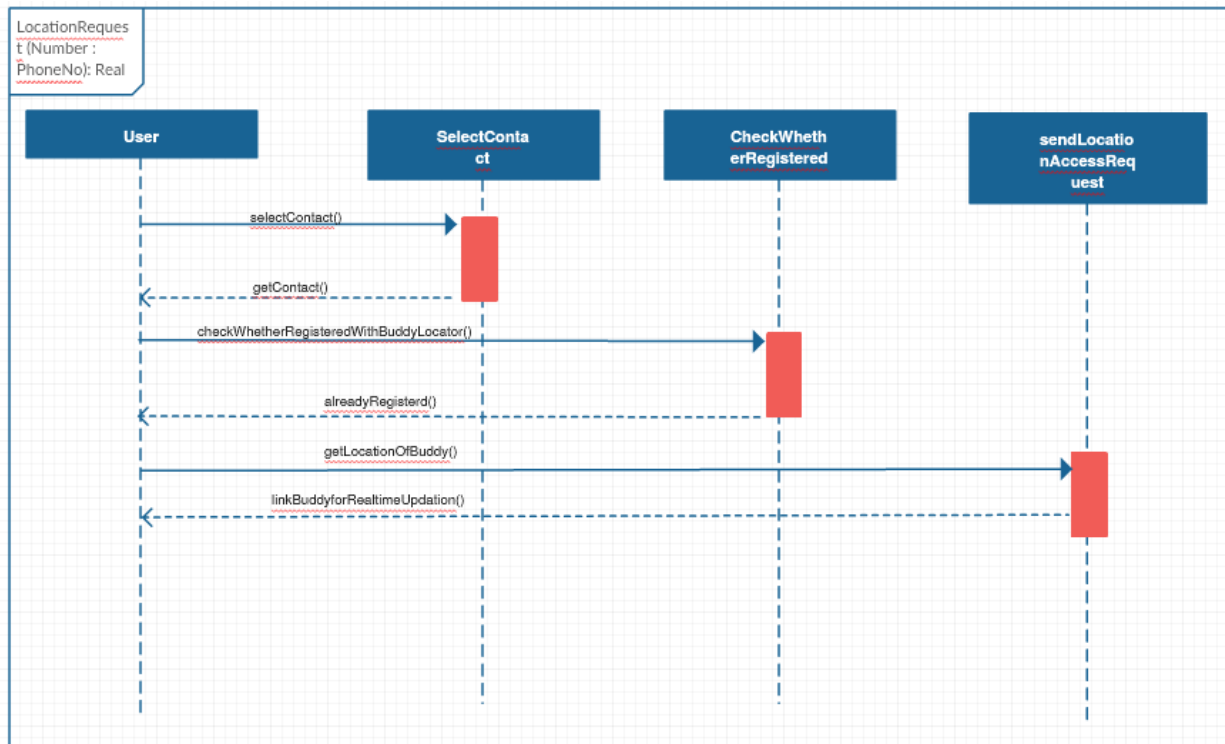 LocationReques
t (Number :
PhoneNo): Real
User
SelectConta
ct
CheckWheth
erRegistered
sendLocatio
nAccessReq
uest
selectContact()
getContact()
checkWhetherRegisteredWithBuddyLocator()
alreadyRegisterd()
getLocationOfBuddy()
linkBuddyforRealtimeUpdation()